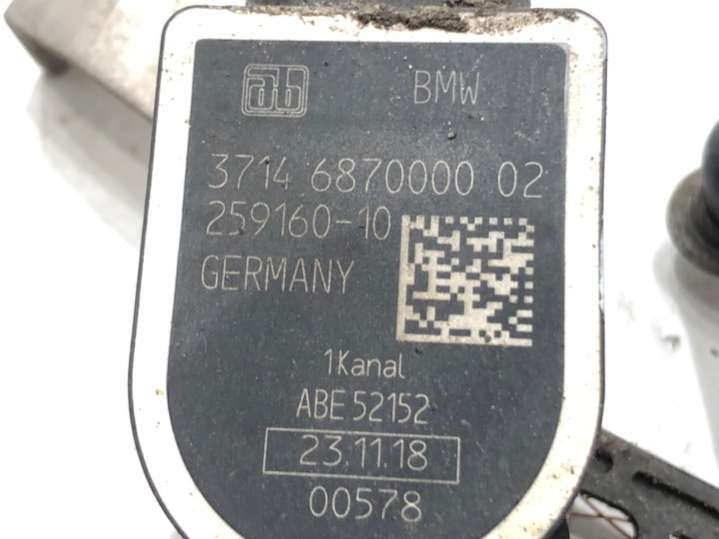 ab BMW
3714 6870000 02
259160-10
GERMANY
1Kanal
ABE 52152
23.11.18
00578